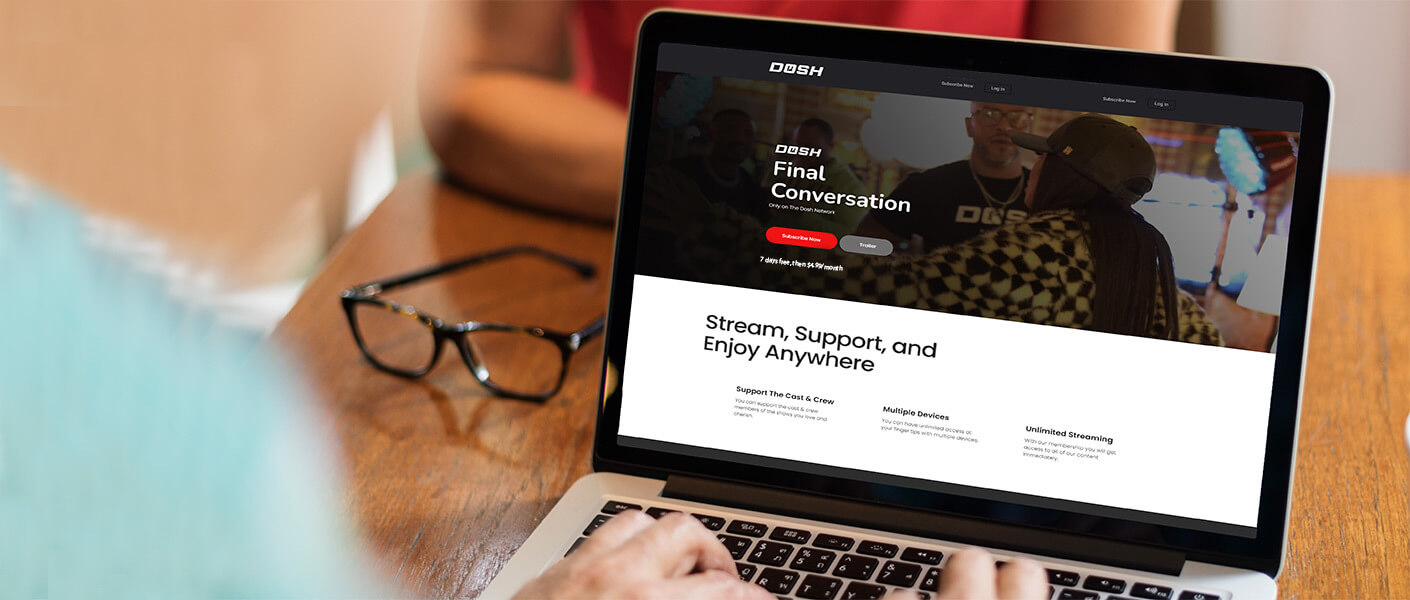 DOSH
Subscribe Now
Log In
Subscribe Now
Log In
DOSH
Final
Conversation
Only on The Dosh Network
Subscribe Now
Trailer
7 days free, then $4.99/ month
DOSH
Stream, Support, and
Enjoy Anywhere
Support The Cast & Crew
You can support the cast & crew
members of the shows you love and
cherish.
Multiple Devices
You can have unlimited access at
your finger tips with multiple devices.
Unlimited Streaming
With our membership you will get
access to all of our content
immediately.